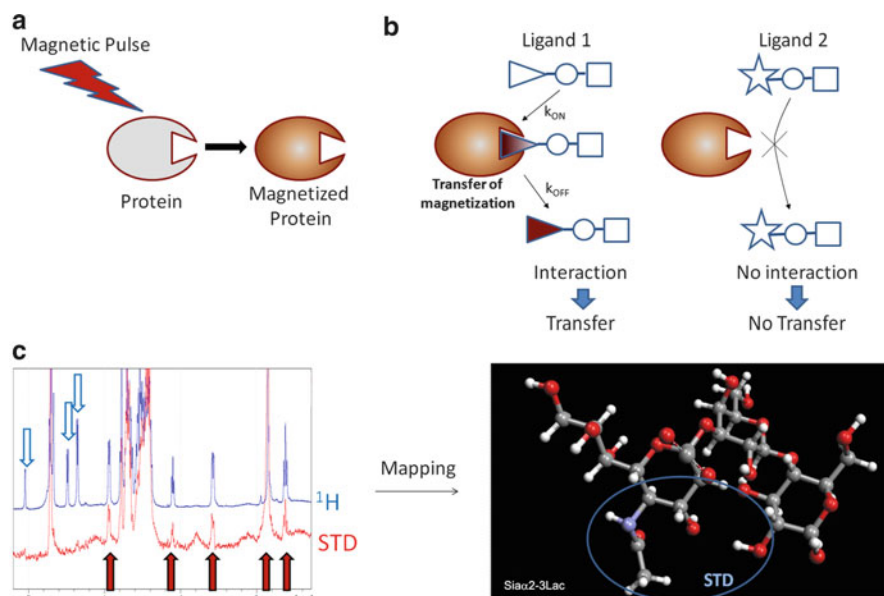 a
Magnetic Pulse
Protein
Magnetized
Protein
b
Ligand 1
Ligand 2
kON
Transfer of
magnetization
kOFF
Interaction
No interaction
Transfer
No Transfer
c
1H
STD
Mapping
STD
Siaα2-3Lac